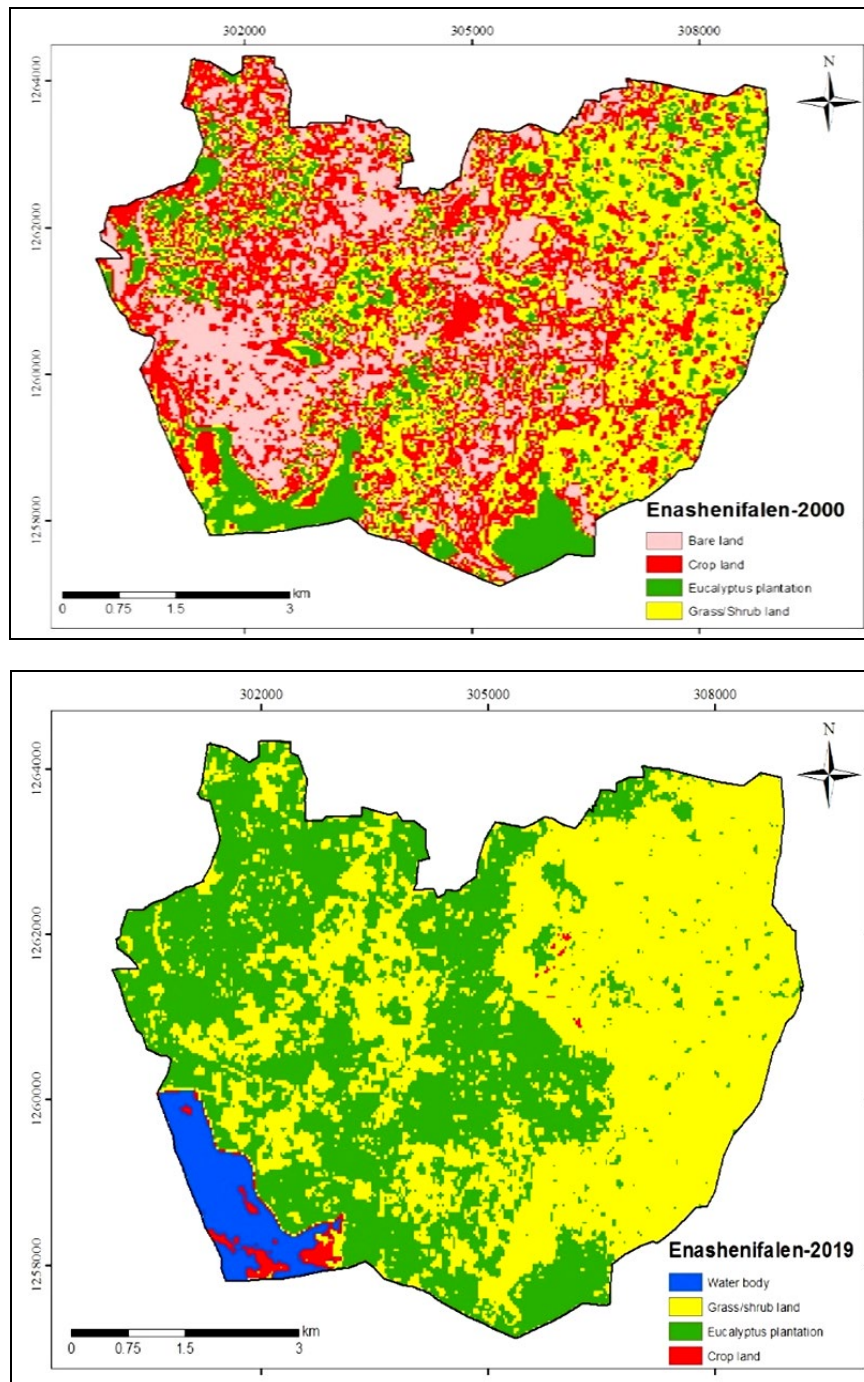 302000 305000 308000
N
1264000
1262000
1260000
1258000
Enashenifalen-2000
Bare land
Crop land
Eucalyptus plantation
Grass/Shrub land
km
0 0.75 1.5 3
302000 305000 308000
N
1264000
1262000
1260000
1258000
Enashenifalen-2019
Water body
Grass/shrub land
Eucalyptus plantation
Crop land
km
0 0.75 1.5 3